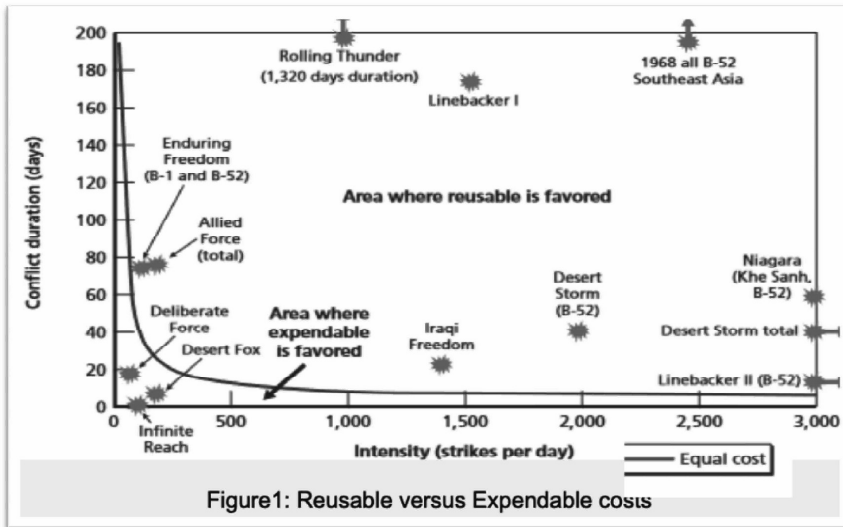 200
180
160
140
120
100
80
60
40
20
0
Conflict duration (days)
Rolling Thunder
(1,320 days duration)
Linebacker I
1968 all B-52
Southeast Asia
Enduring
Freedom
(B-1 and B-52)
Allied
Force
(total)
Area where reusable is favored
Niagara
(Khe Sanh,
B-52)
Desert
Storm
(B-52)
Deliberate
Force
Desert Fox
Area where
expendable
is favored
Iraqi
Freedom
Desert Storm total
Linebacker II (B-52)
Infinite
Reach
0
500
1,000
1,500
2,000
2,500
3,000
Intensity (strikes per day)
Equal cost
Figure1: Reusable versus Expendable costs